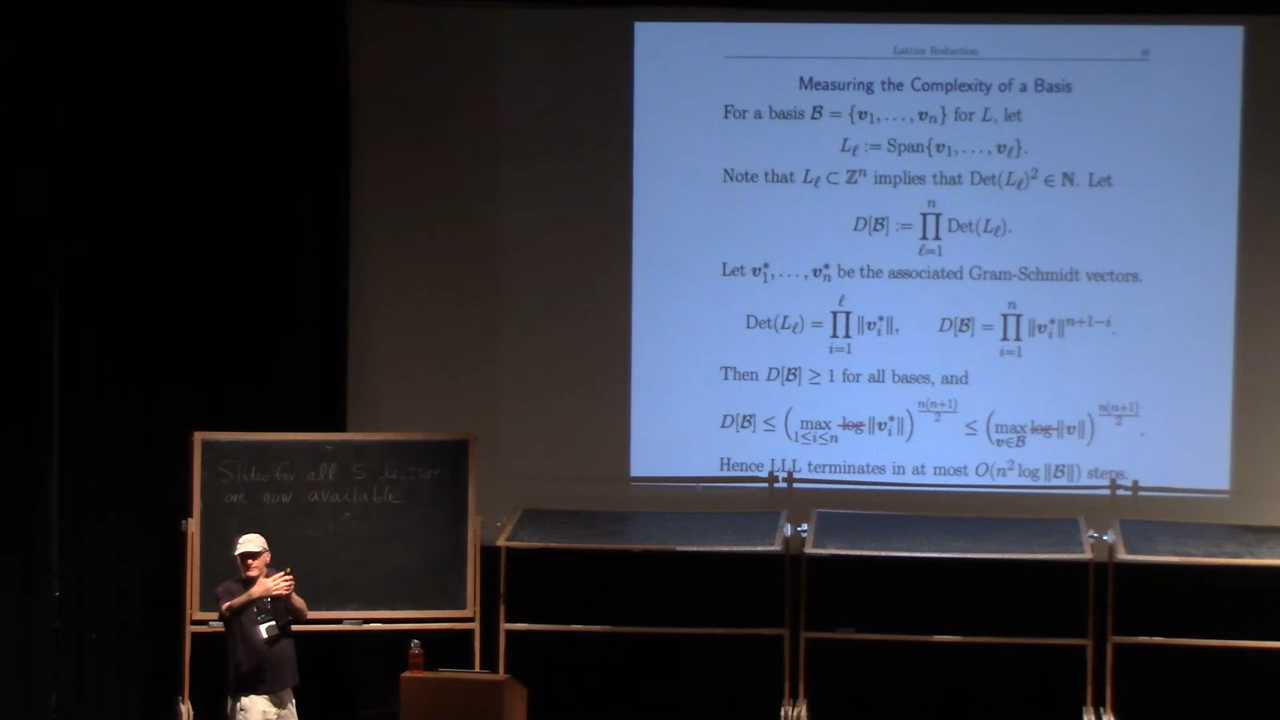 Lattice Reduction
Measuring the Complexity of a Basis
For a basis 𝓑 = {v₁, . . . , vₙ} for L, let
L_ℓ := Span{v₁, . . . , v_ℓ}.
Note that L_ℓ ⊂ ℤⁿ implies that Det(L_ℓ)² ∈ ℕ. Let
D[𝓑] := ∏_{ℓ=1}^{n} Det(L_ℓ).
Let v₁*, . . . , vₙ* be the associated Gram-Schmidt vectors.
Det(L_ℓ) = ∏_{i=1}^{ℓ} ‖v_i*‖, D[𝓑] = ∏_{i=1}^{n} ‖v_i*‖^{n+1−i}.
Then D[𝓑] ≥ 1 for all bases, and
D[𝓑] ≤ (max_{1≤i≤n} log ‖v_i*‖)^{n(n+1)/2} ≤ (max_{v∈𝓑} log ‖v‖)^{n(n+1)/2}.
Hence LLL terminates in at most O(n² log ‖𝓑‖) steps.
Slides for all 5 lectures
are now available